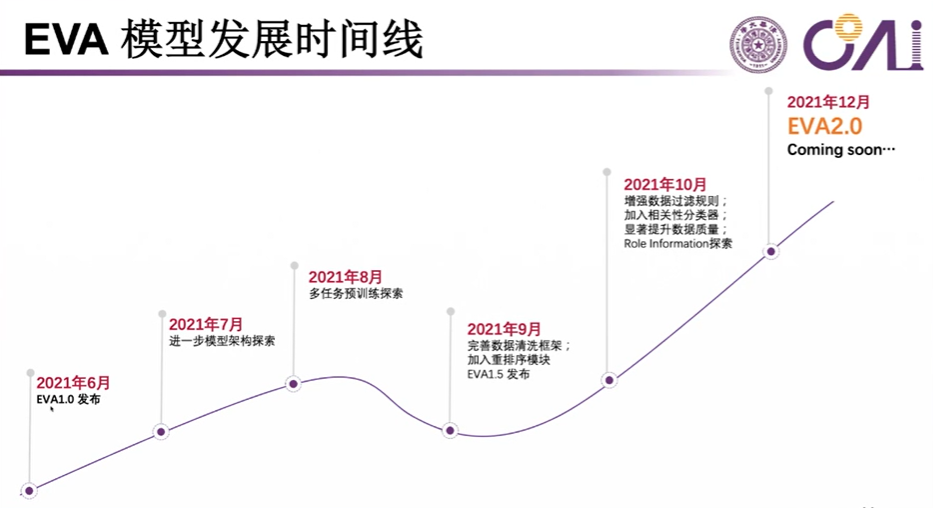 EVA 模型发展时间线
COAI
2021年12月
EVA2.0
Coming soon…
2021年10月
增强数据过滤规则；
加入相关性分类器；
显著提升数据质量；
Role Information探索
2021年8月
多任务预训练探索
2021年7月
进一步模型架构探索
2021年9月
完善数据清洗框架；
加入重排序模块
EVA1.5 发布
2021年6月
EVA1.0 发布